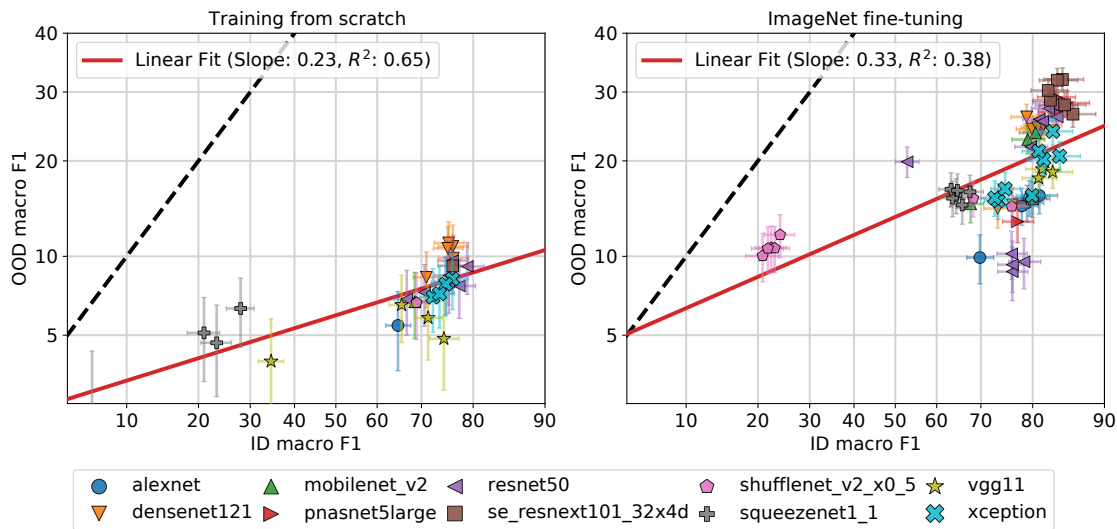 Training from scratch
40
30
20
10
5
OOD macro F1
Linear Fit (Slope: 0.23, R²: 0.65)
10 20 30 40 50 60 70 80 90
ID macro F1
ImageNet fine-tuning
40
30
20
10
5
OOD macro F1
Linear Fit (Slope: 0.33, R²: 0.38)
10 20 30 40 50 60 70 80 90
ID macro F1
alexnet mobilenet_v2 resnet50 shufflenet_v2_x0_5 vgg11
densenet121 pnasnet5large se_resnext101_32x4d squeezenet1_1 xception